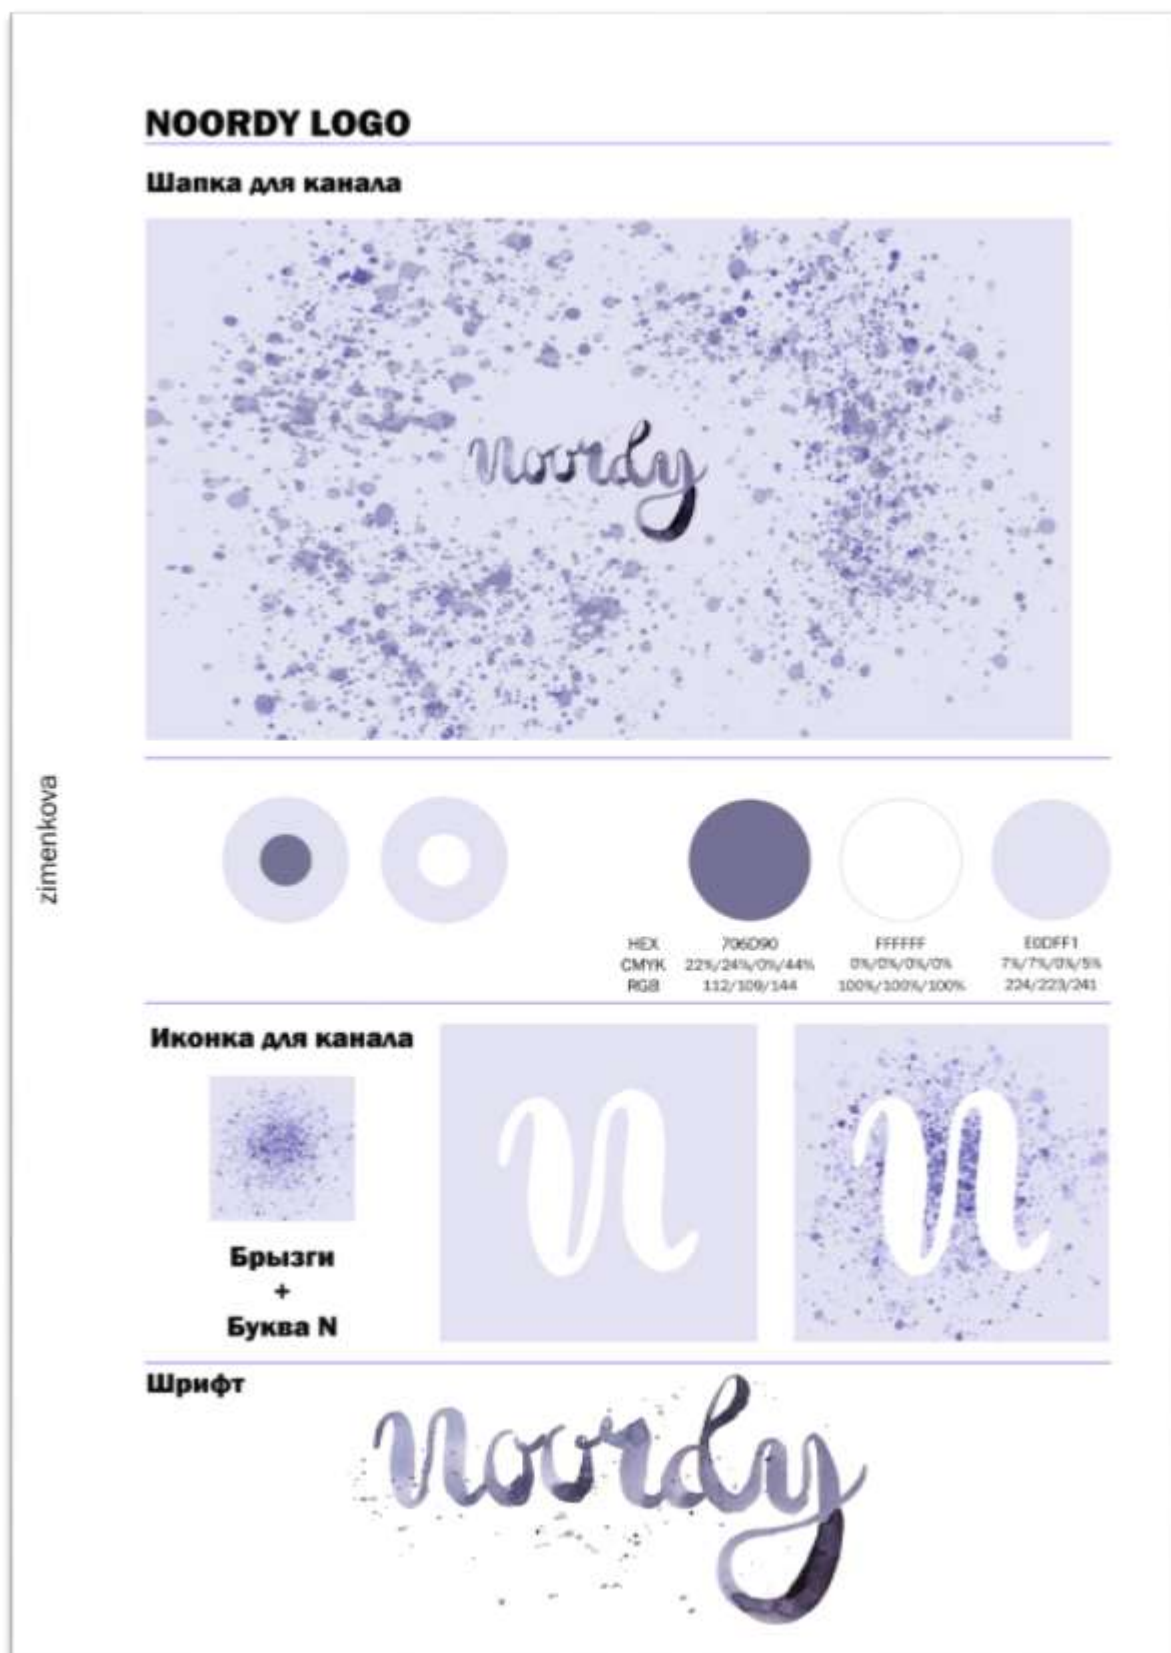 NOORDY LOGO
Шапка для канала
noordy
zimenkova
HEX 706D90 FFFFFF E0DFF1
CMYK 22%/24%/0%/44% 0%/0%/0%/0% 7%/7%/0%/5%
RGB 112/109/144 100%/100%/100% 224/223/241
Иконка для канала
n n
Брызги
+
Буква N
Шрифт
noordy